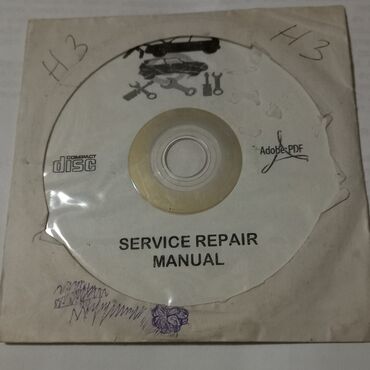 H3
H3
COMPACT
disc
Adobe PDF
SERVICE REPAIR
MANUAL